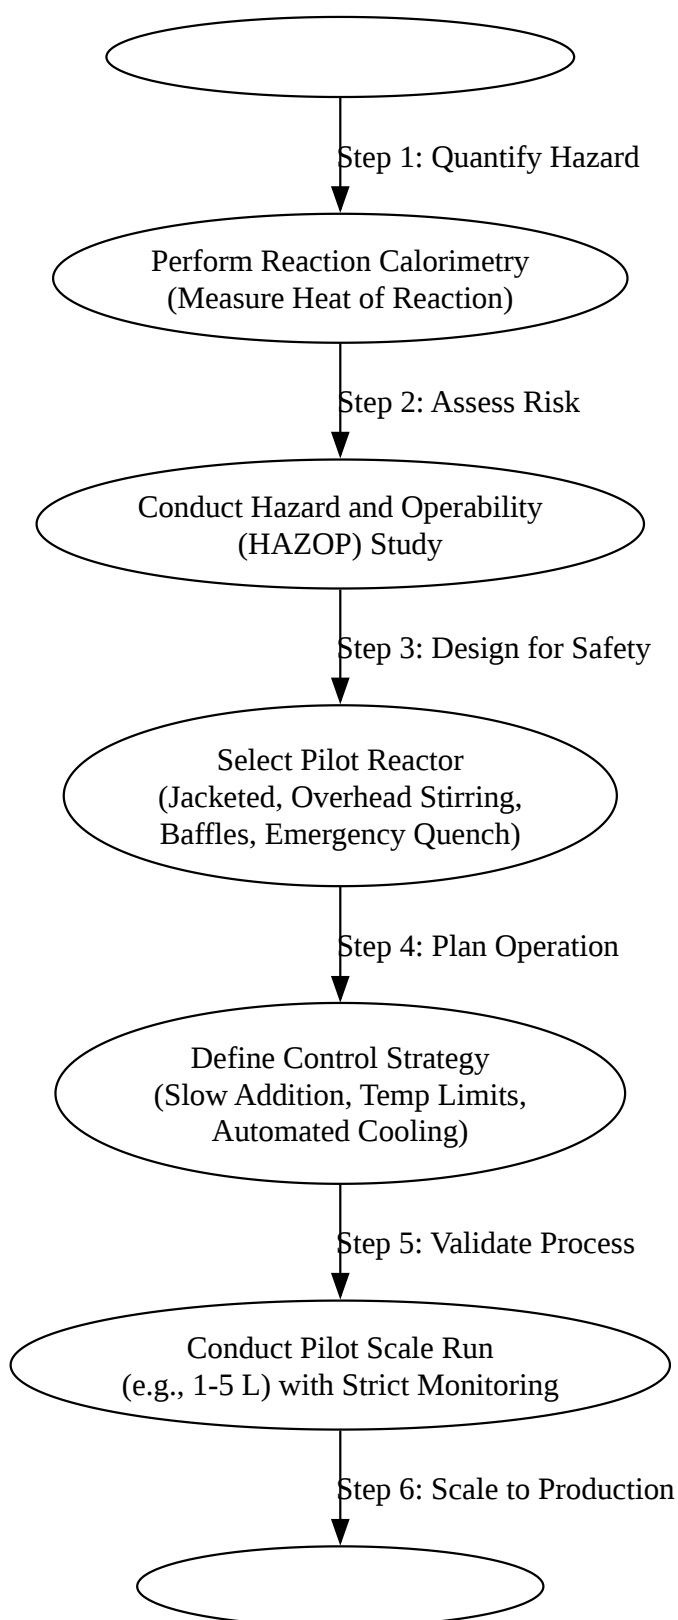 Step 1: Quantify Hazard
Perform Reaction Calorimetry
(Measure Heat of Reaction)
Step 2: Assess Risk
Conduct Hazard and Operability
(HAZOP) Study
Step 3: Design for Safety
Select Pilot Reactor
(Jacketed, Overhead Stirring,
Baffles, Emergency Quench)
Step 4: Plan Operation
Define Control Strategy
(Slow Addition, Temp Limits,
Automated Cooling)
Step 5: Validate Process
Conduct Pilot Scale Run
(e.g., 1-5 L) with Strict Monitoring
Step 6: Scale to Production